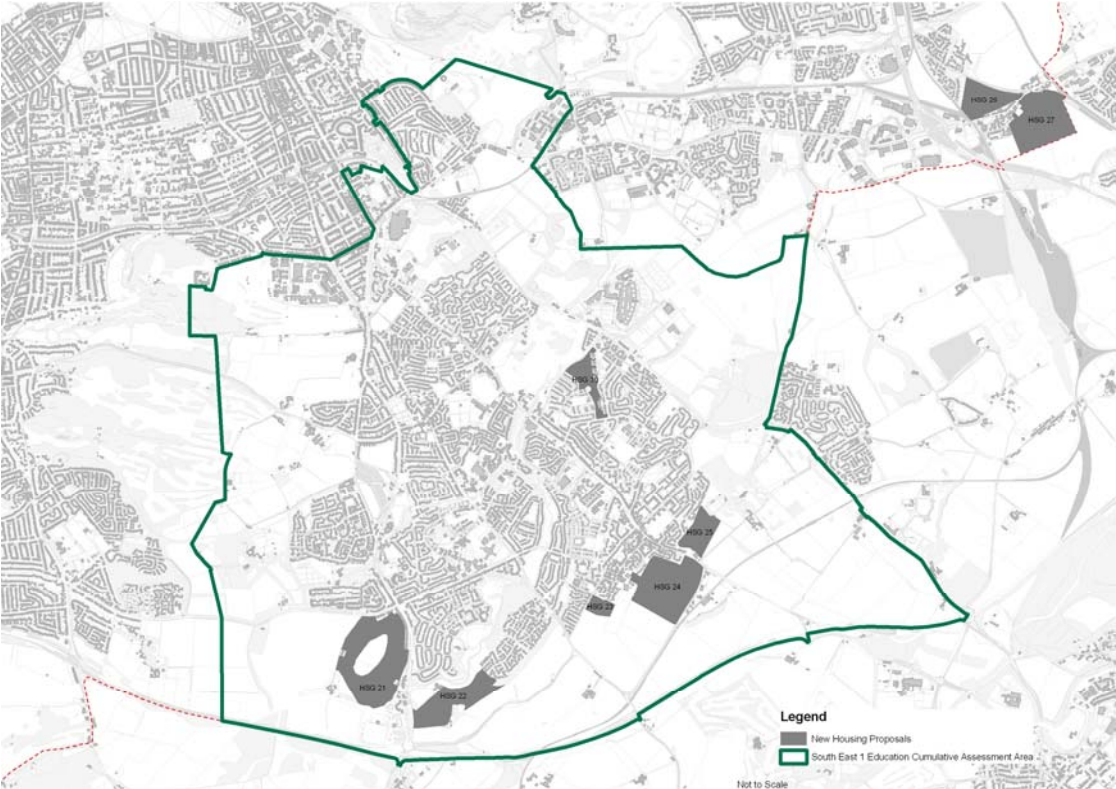 HSG 26
HSG 27
HSG
HSG 25
HSG 24
HSG 23
HSG 21
HSG 22
Legend
New Housing Proposals
South East 1 Education Cumulative Assessment Area
Not to Scale